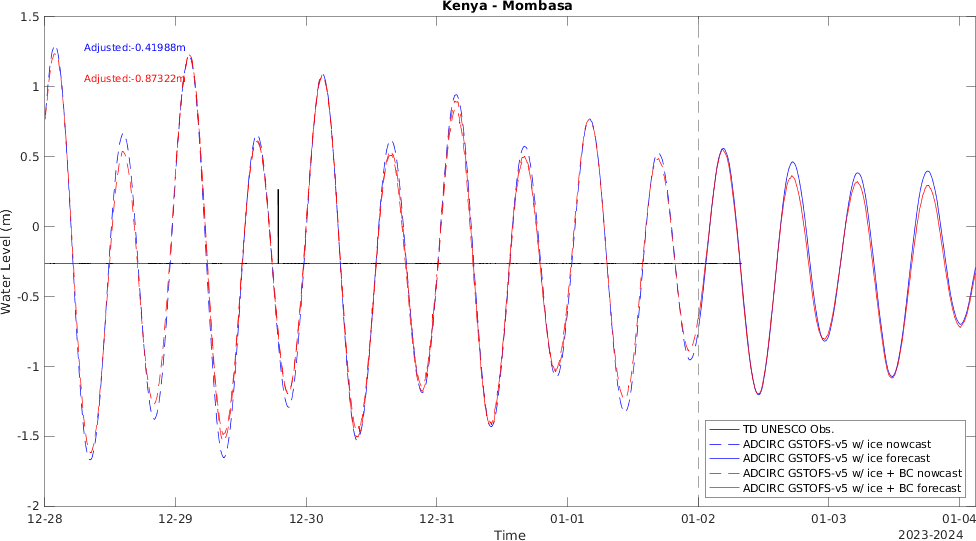 Kenya - Mombasa
Adjusted:-0.41988m
Adjusted:-0.87322m
1.5
1
0.5
0
-0.5
-1
-1.5
-2
Water Level (m)
TD UNESCO Obs.
ADCIRC GSTOFS-v5 w/ ice nowcast
ADCIRC GSTOFS-v5 w/ ice forecast
ADCIRC GSTOFS-v5 w/ ice + BC nowcast
ADCIRC GSTOFS-v5 w/ ice + BC forecast
12-28 12-29 12-30 12-31 01-01 01-02 01-03 01-04
Time
2023-2024